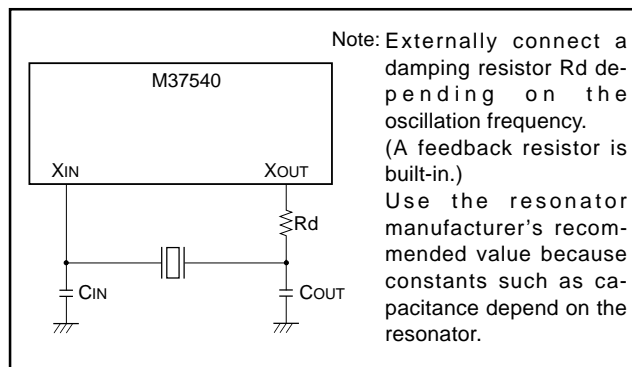 Note: Externally connect a
damping resistor Rd de-
pending on the
oscillation frequency.
(A feedback resistor is
built-in.)
Use the resonator
manufacturer's recom-
mended value because
constants such as ca-
pacitance depend on the
resonator.
M37540
XIN XOUT
Rd
CIN COUT